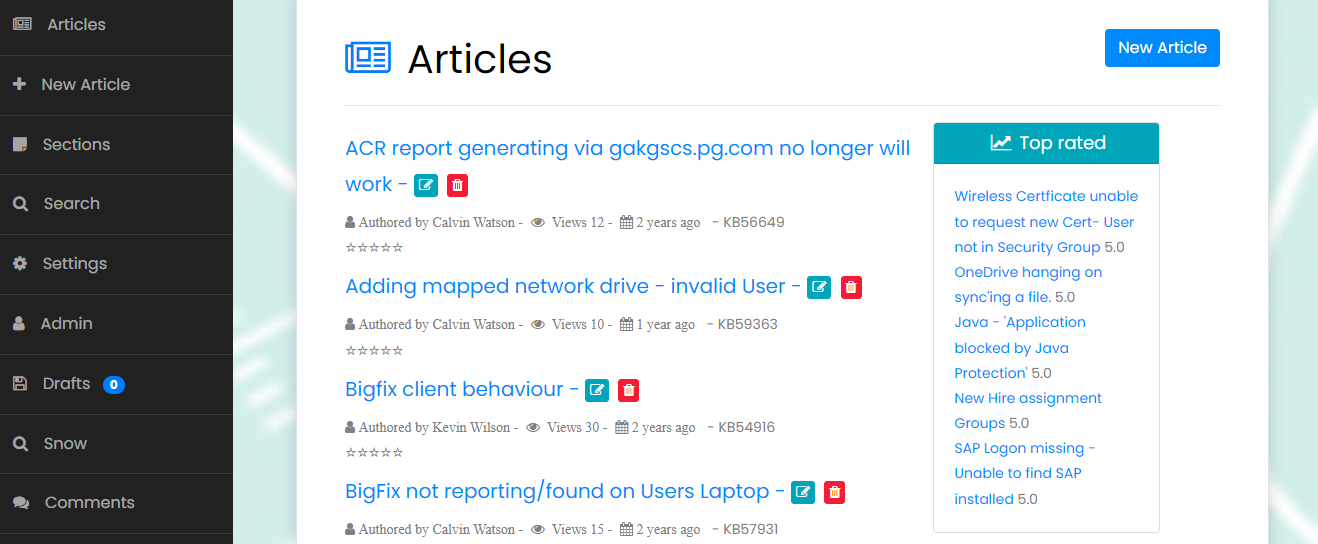 Articles
New Article
Sections
Search
Settings
Admin
Drafts 0
Snow
Comments
Articles
New Article
ACR report generating via gakgscs.pg.com no longer will
work -
Authored by Calvin Watson - Views 12 - 2 years ago - KB56649
☆☆☆☆☆
Adding mapped network drive - invalid User -
Authored by Calvin Watson - Views 10 - 1 year ago - KB59363
☆☆☆☆☆
Bigfix client behaviour -
Authored by Kevin Wilson - Views 30 - 2 years ago - KB54916
☆☆☆☆☆
BigFix not reporting/found on Users Laptop -
Authored by Calvin Watson - Views 15 - 2 years ago - KB57931
Top rated
Wireless Certficate unable
to request new Cert- User
not in Security Group 5.0
OneDrive hanging on
sync'ing a file. 5.0
Java - 'Application
blocked by Java
Protection' 5.0
New Hire assignment
Groups 5.0
SAP Logon missing -
Unable to find SAP
installed 5.0